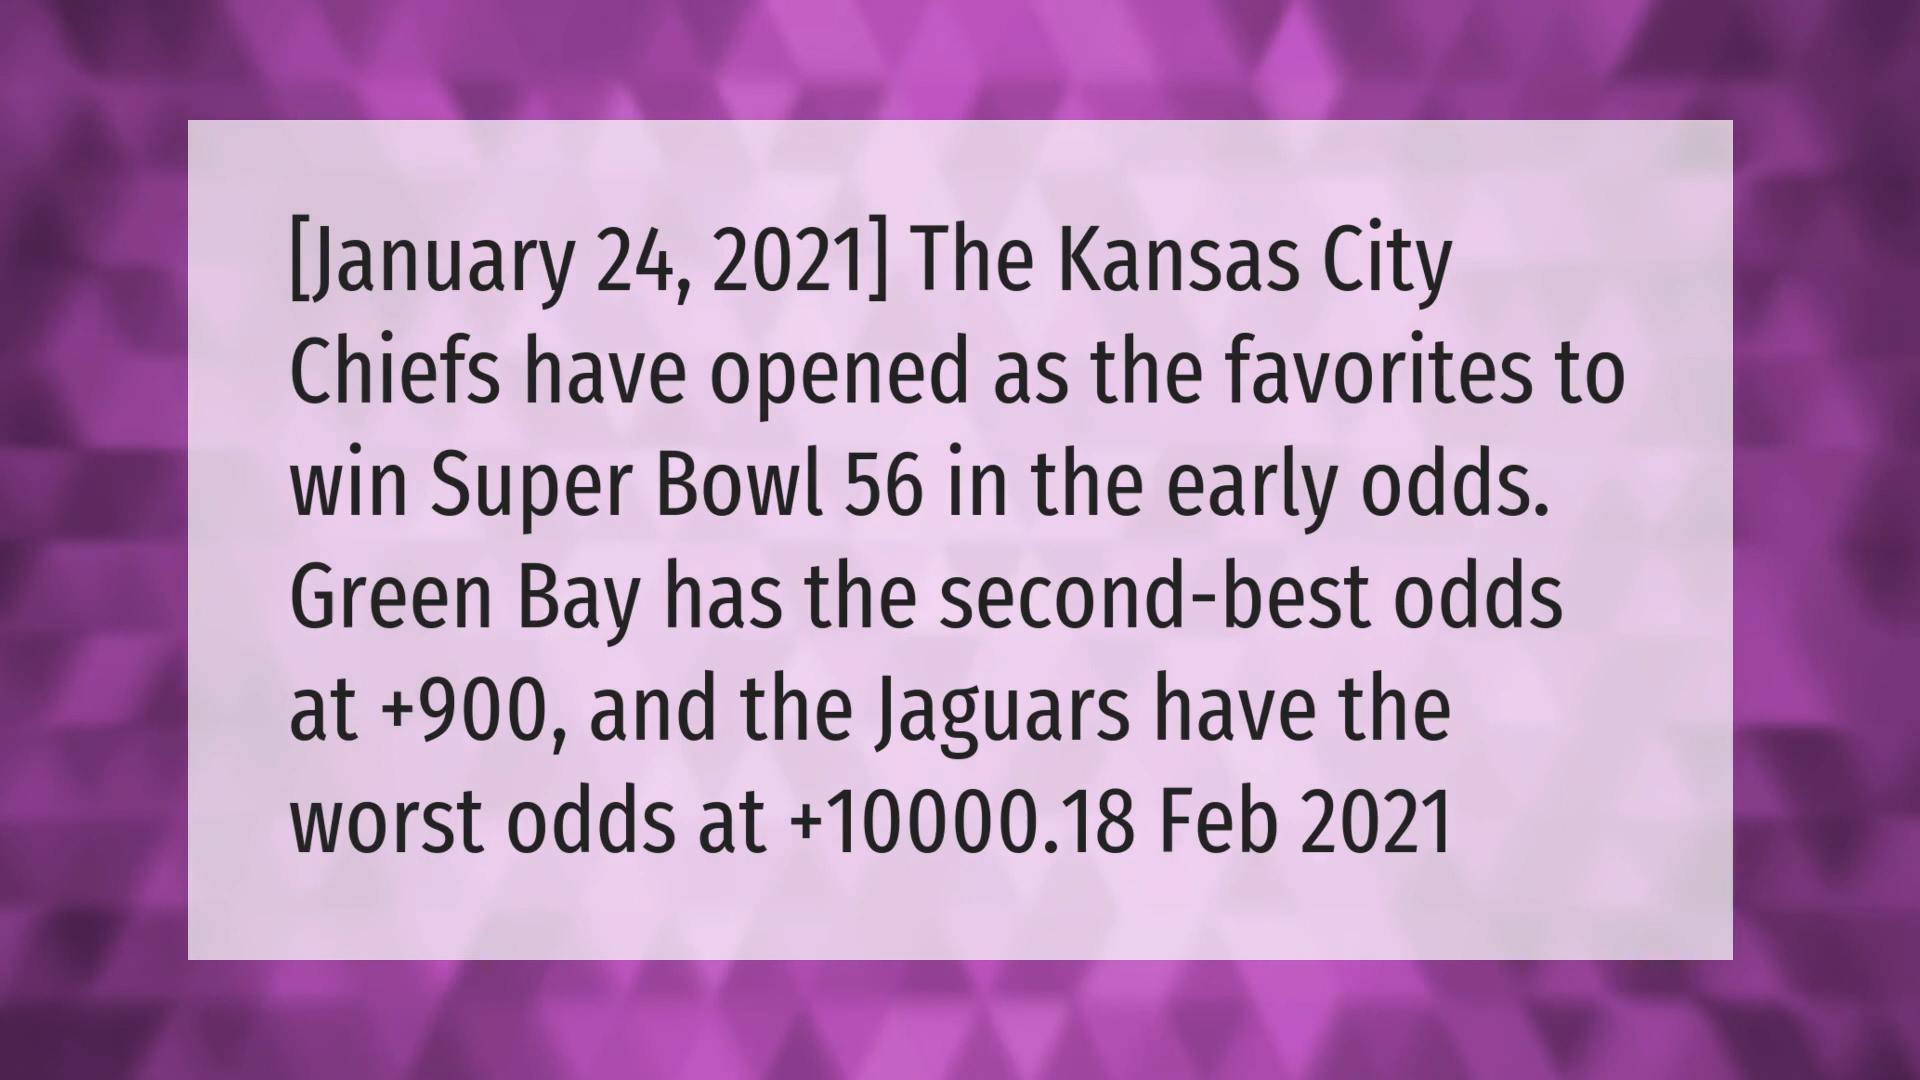 [January 24, 2021] The Kansas City
Chiefs have opened as the favorites to
win Super Bowl 56 in the early odds.
Green Bay has the second-best odds
at +900, and the Jaguars have the
worst odds at +10000.18 Feb 2021